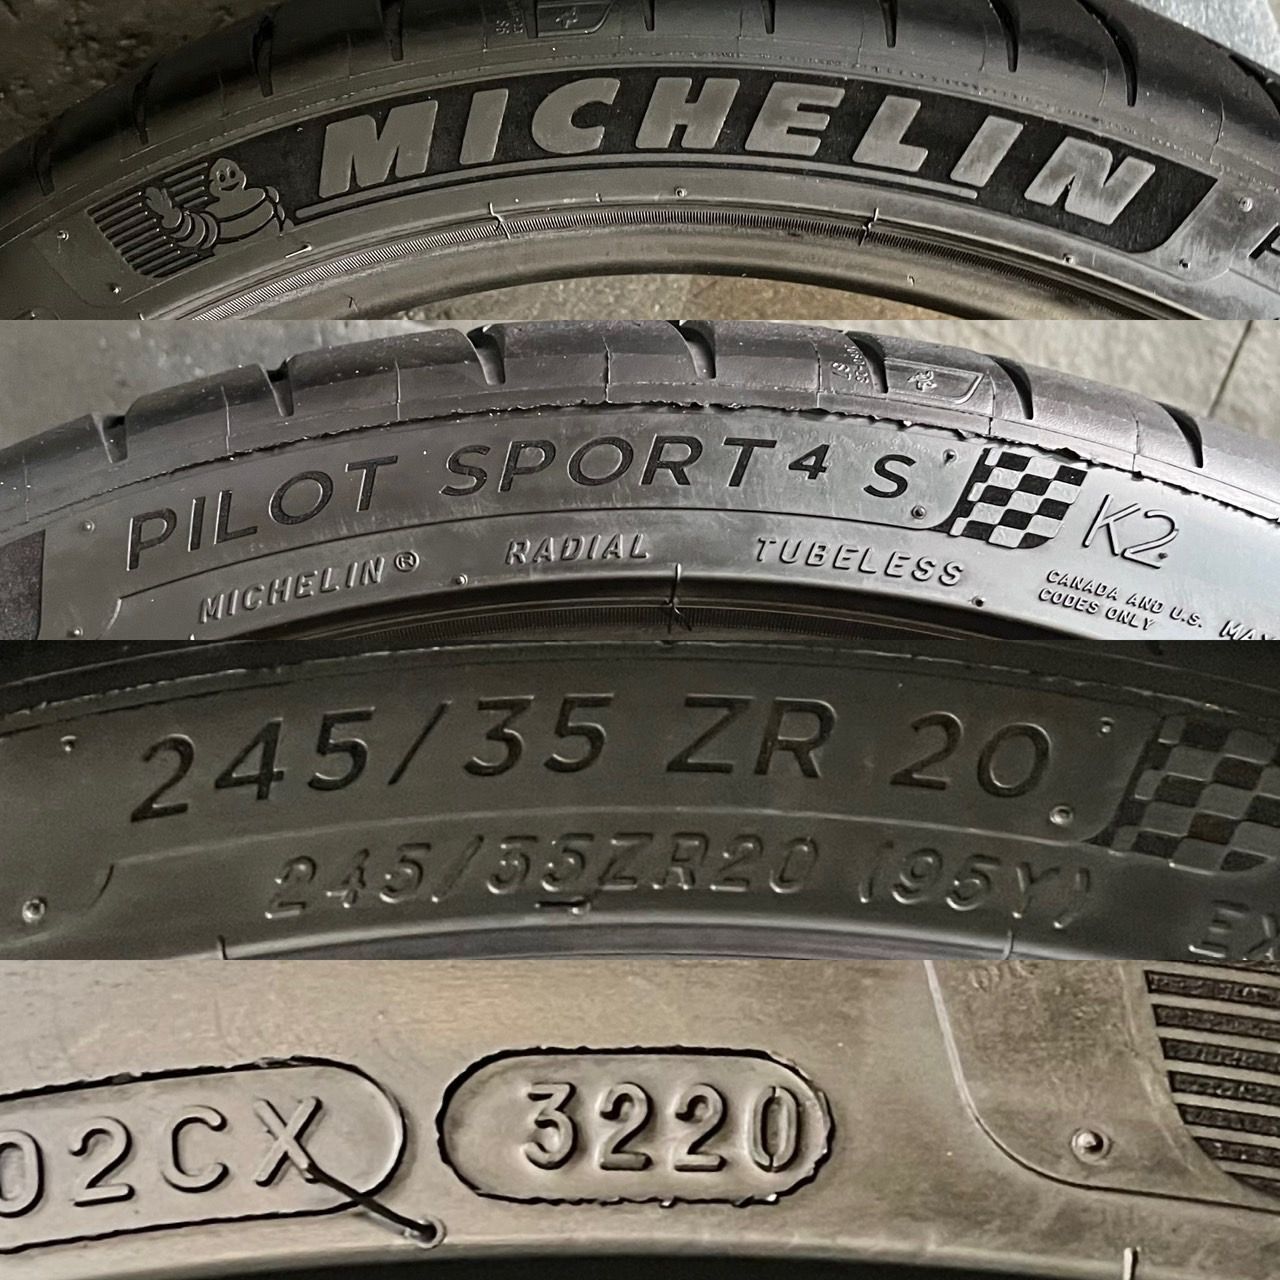 MICHELIN
PILOT SPORT 4 S K2
MICHELIN® RADIAL TUBELESS
CANADA AND U.S.
CODES ONLY
245/35 ZR 20
245/35ZR20 (95Y)
02CX 3220